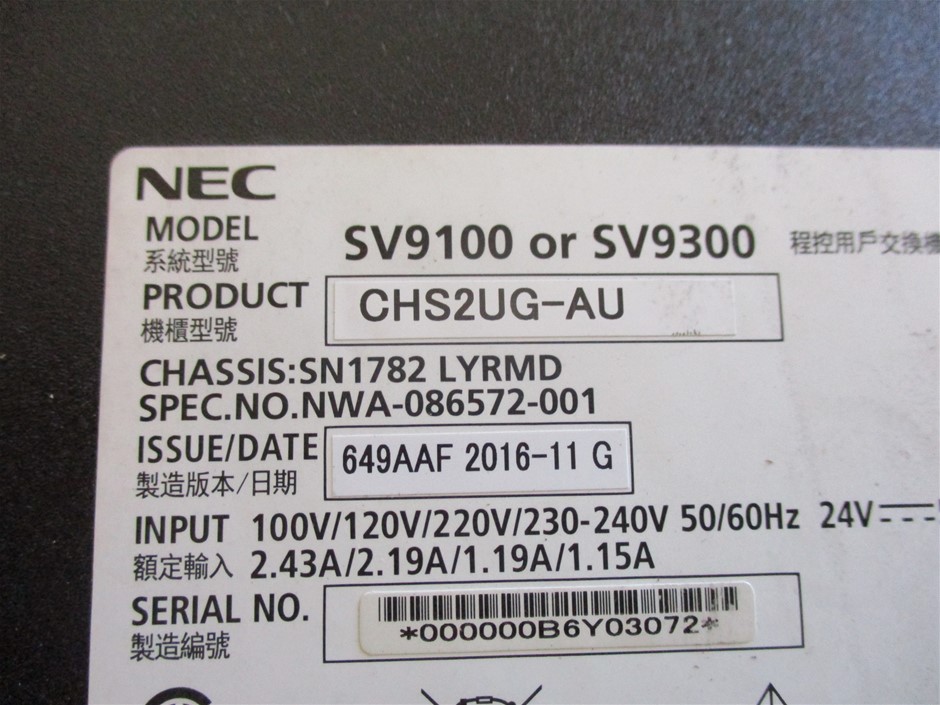 NEC
MODEL SV9100 or SV9300 程控用戶交換機
系統型號
PRODUCT CHS2UG-AU
機櫃型號
CHASSIS:SN1782 LYRMD
SPEC.NO.NWA-086572-001
ISSUE/DATE 649AAF 2016-11 G
製造版本/日期
INPUT 100V/120V/220V/230-240V 50/60Hz 24V
額定輸入 2.43A/2.19A/1.19A/1.15A
SERIAL NO.
*000000B6Y03072*
製造編號